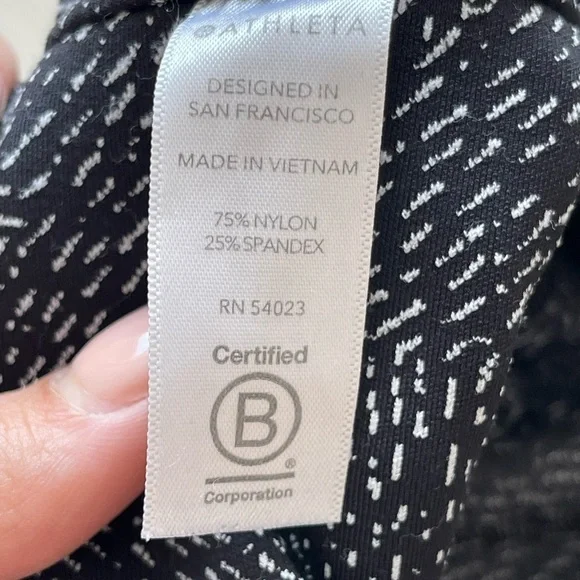 ATHLETA
DESIGNED IN
SAN FRANCISCO
MADE IN VIETNAM
75% NYLON
25% SPANDEX
RN 54023
Certified
B
®
Corporation